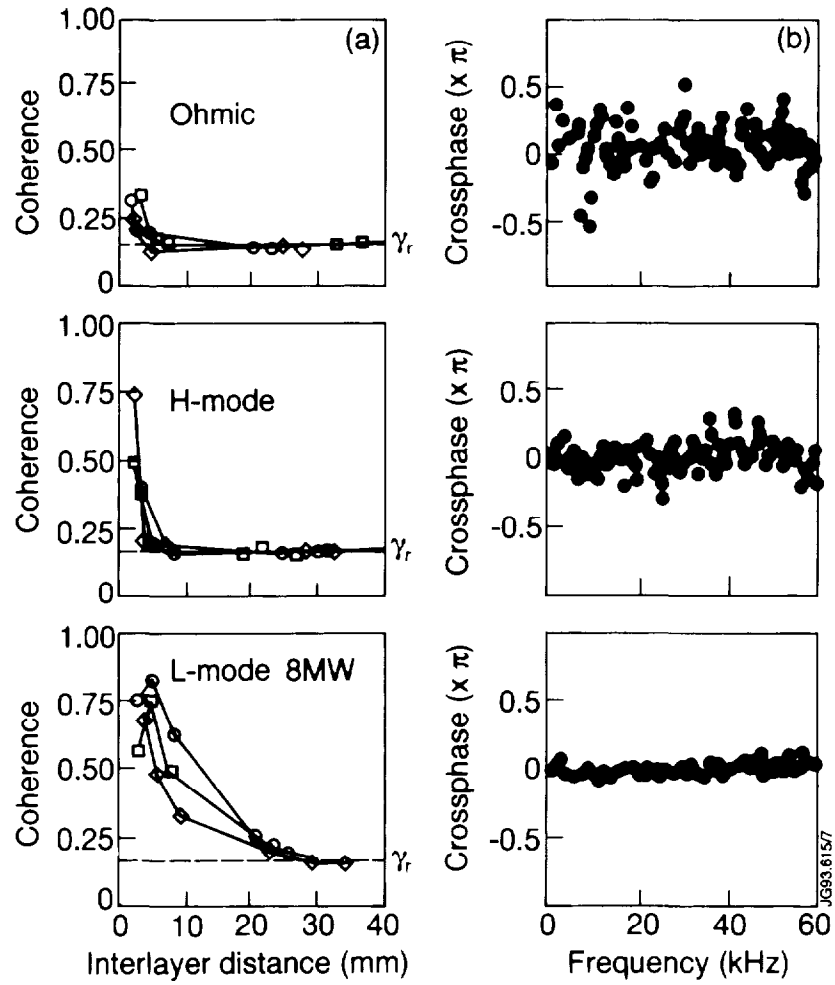 (a)
Coherence
1.00
0.75
0.50
0.25
0
Ohmic
γr
(b)
Crossphase (x π)
0.5
0
-0.5
Coherence
1.00
0.75
0.50
0.25
0
H-mode
γr
Crossphase (x π)
0.5
0
-0.5
Coherence
1.00
0.75
0.50
0.25
0
L-mode 8MW
γr
0 10 20 30 40
Interlayer distance (mm)
Crossphase (x π)
0.5
0
-0.5
0 20 40 60
Frequency (kHz)
JG93.615/7